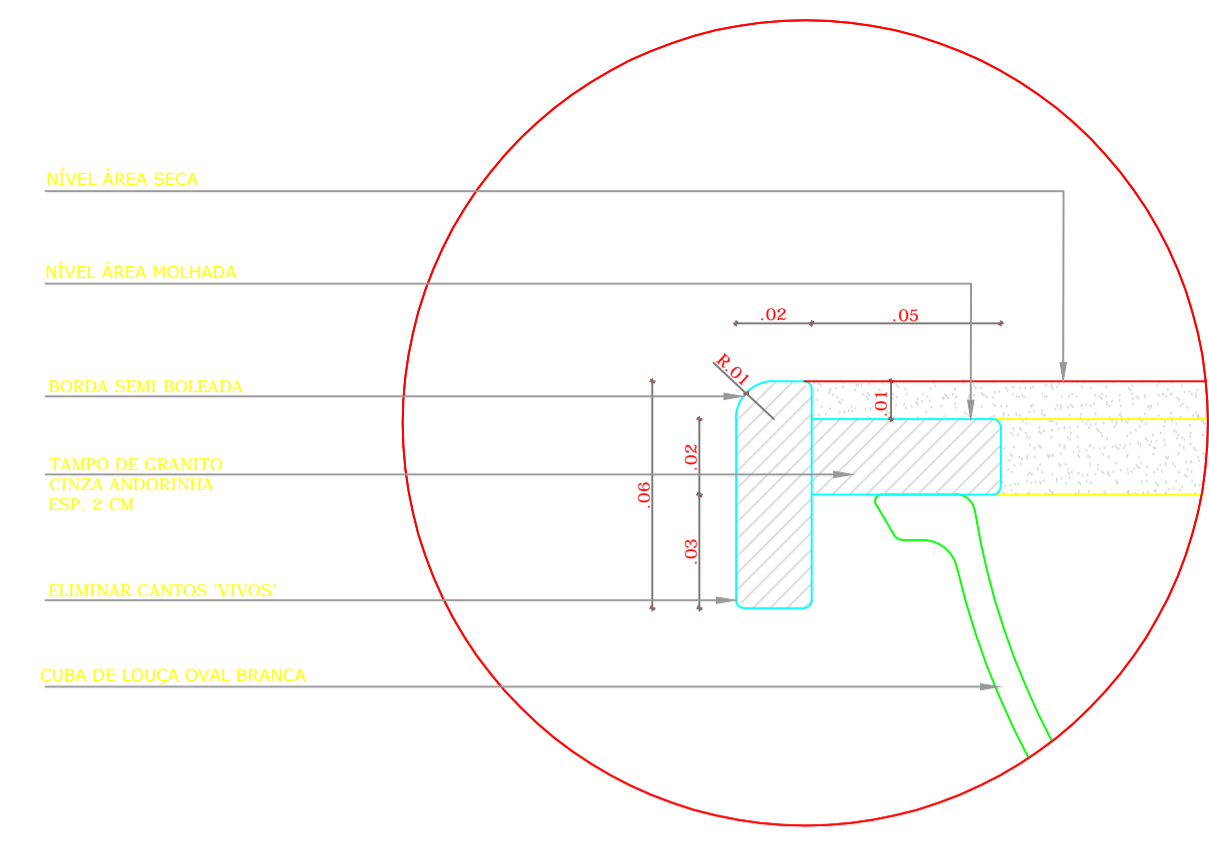 NÍVEL ÁREA SECA
NÍVEL ÁREA MOLHADA
.02
.05
R.01
BORDA SEMI BOLEADA
.01
TAMPO DE GRANITO
CINZA ANDORINHA
ESP. 2 CM
.02
.06
.03
ELIMINAR CANTOS 'VIVOS'
CUBA DE LOUÇA OVAL BRANCA